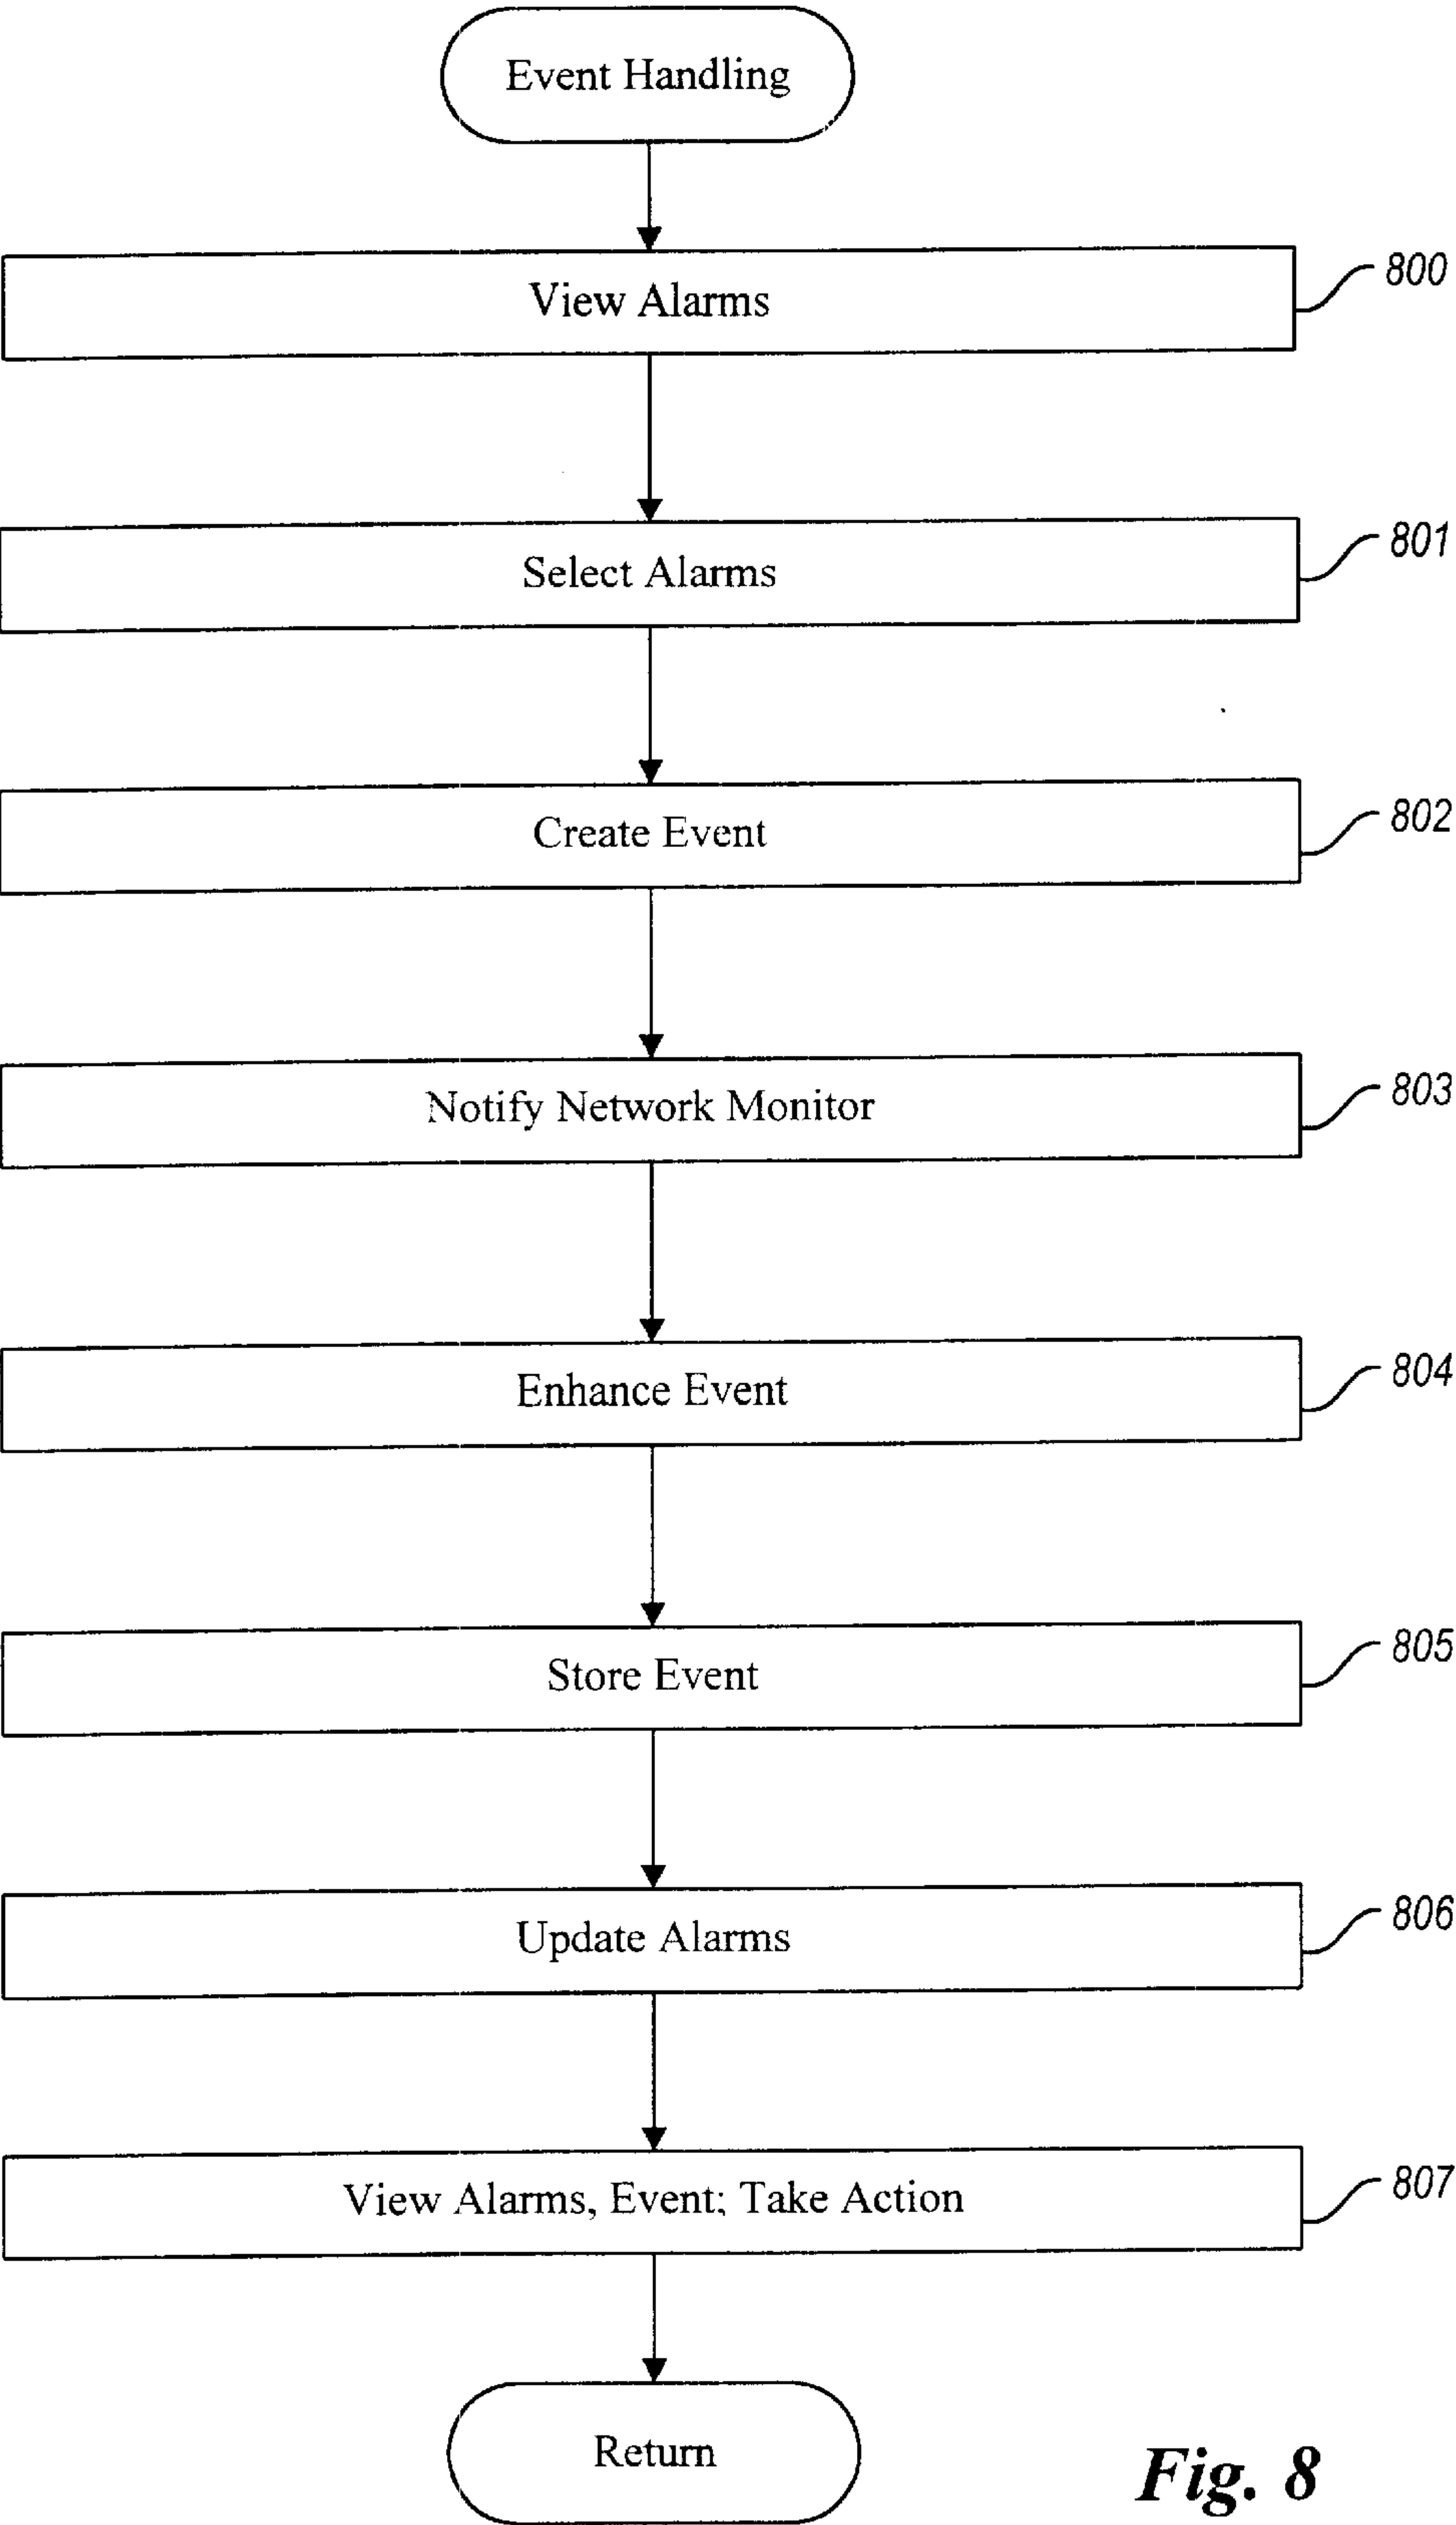 Event Handling
View Alarms
800
Select Alarms
801
Create Event
802
Notify Network Monitor
803
Enhance Event
804
Store Event
805
Update Alarms
806
View Alarms, Event; Take Action
807
Return
Fig. 8